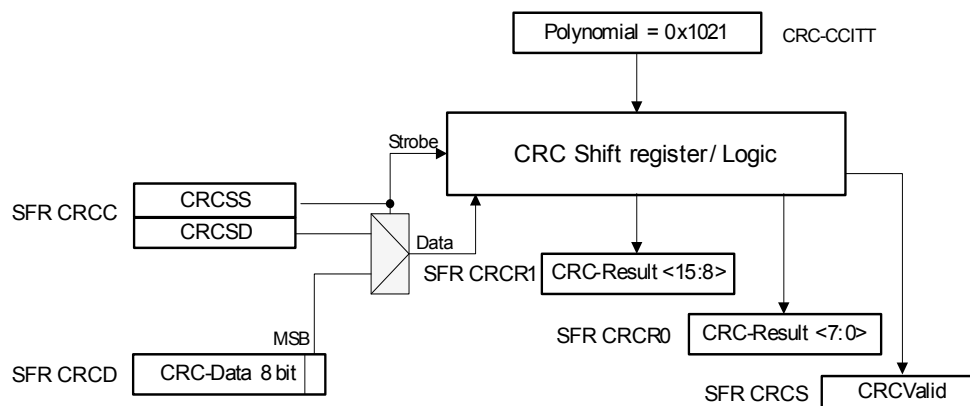 Polynomial = 0x1021
CRC-CCITT
Strobe
CRC Shift register/ Logic
SFR CRCC
CRCSS
CRCSD
Data
SFR CRCR1
CRC-Result <15:8>
MSB
SFR CRCR0
CRC-Result <7:0>
SFR CRCD
CRC-Data 8 bit
SFR CRCS
CRCValid